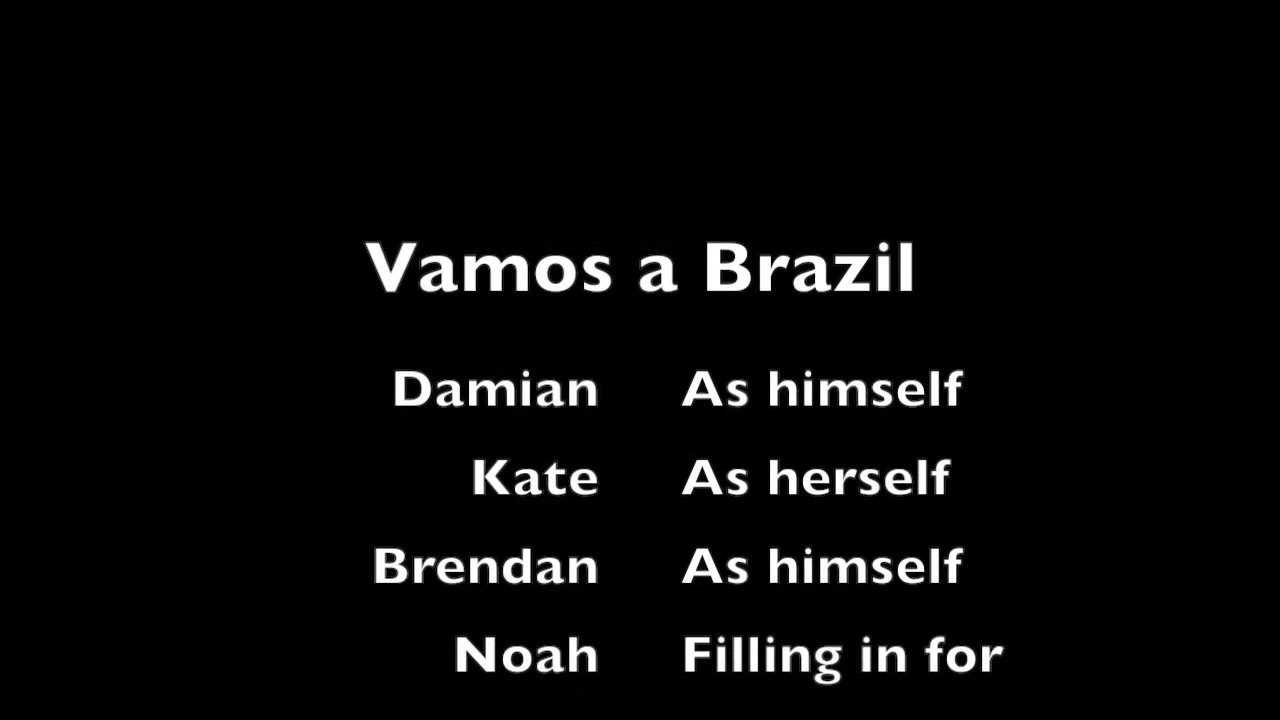 Vamos a Brazil
Damian As himself
Kate As herself
Brendan As himself
Noah Filling in for